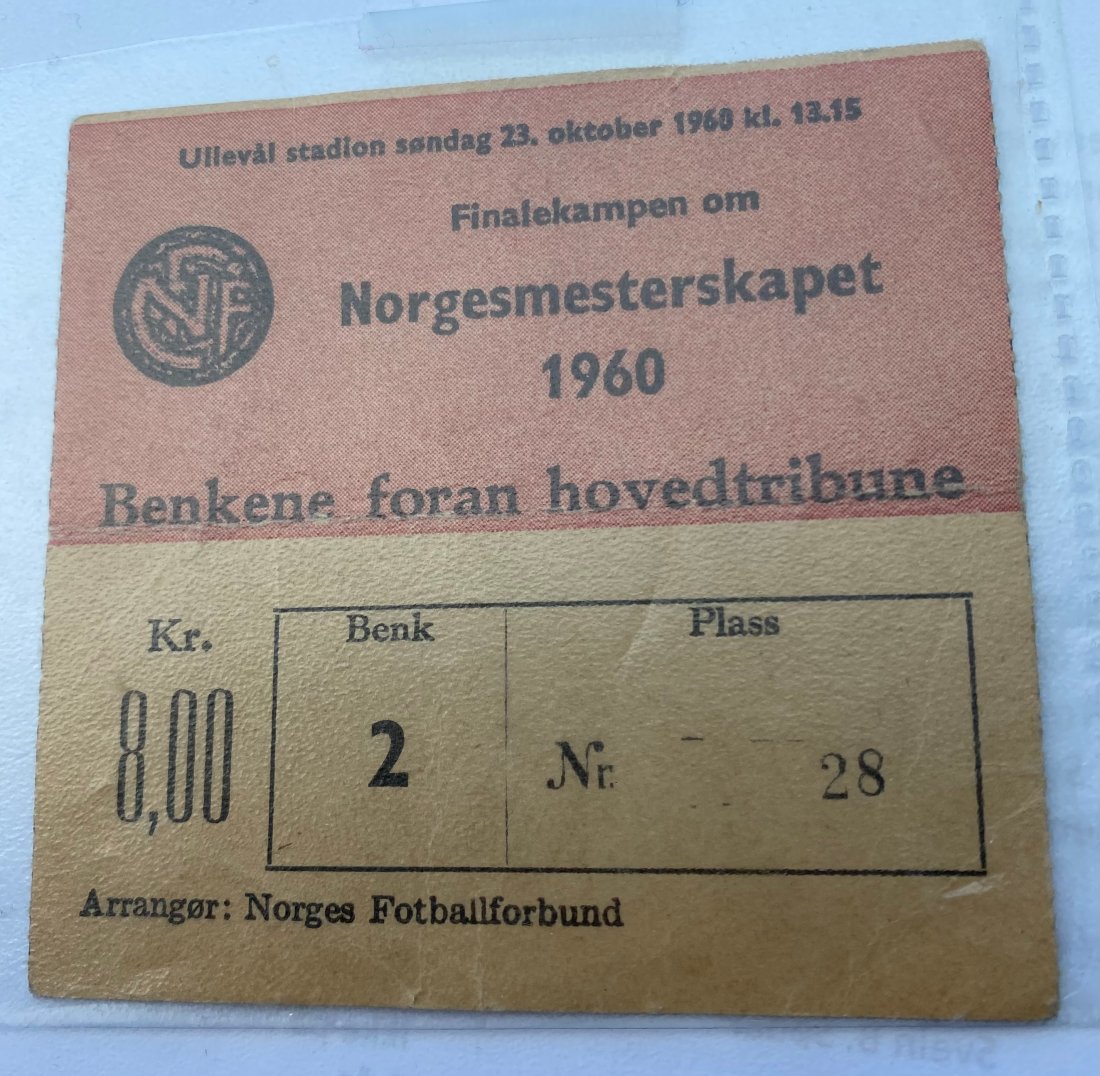 Ullevål stadion søndag 23. oktober 1960 kl. 13.15
Finalekampen om
NFF
Norgesmesterskapet
1960
Benkene foran hovedtribune
Kr.
8,00
Benk
2
Plass
Nr. 28
Arrangør: Norges Fotballforbund